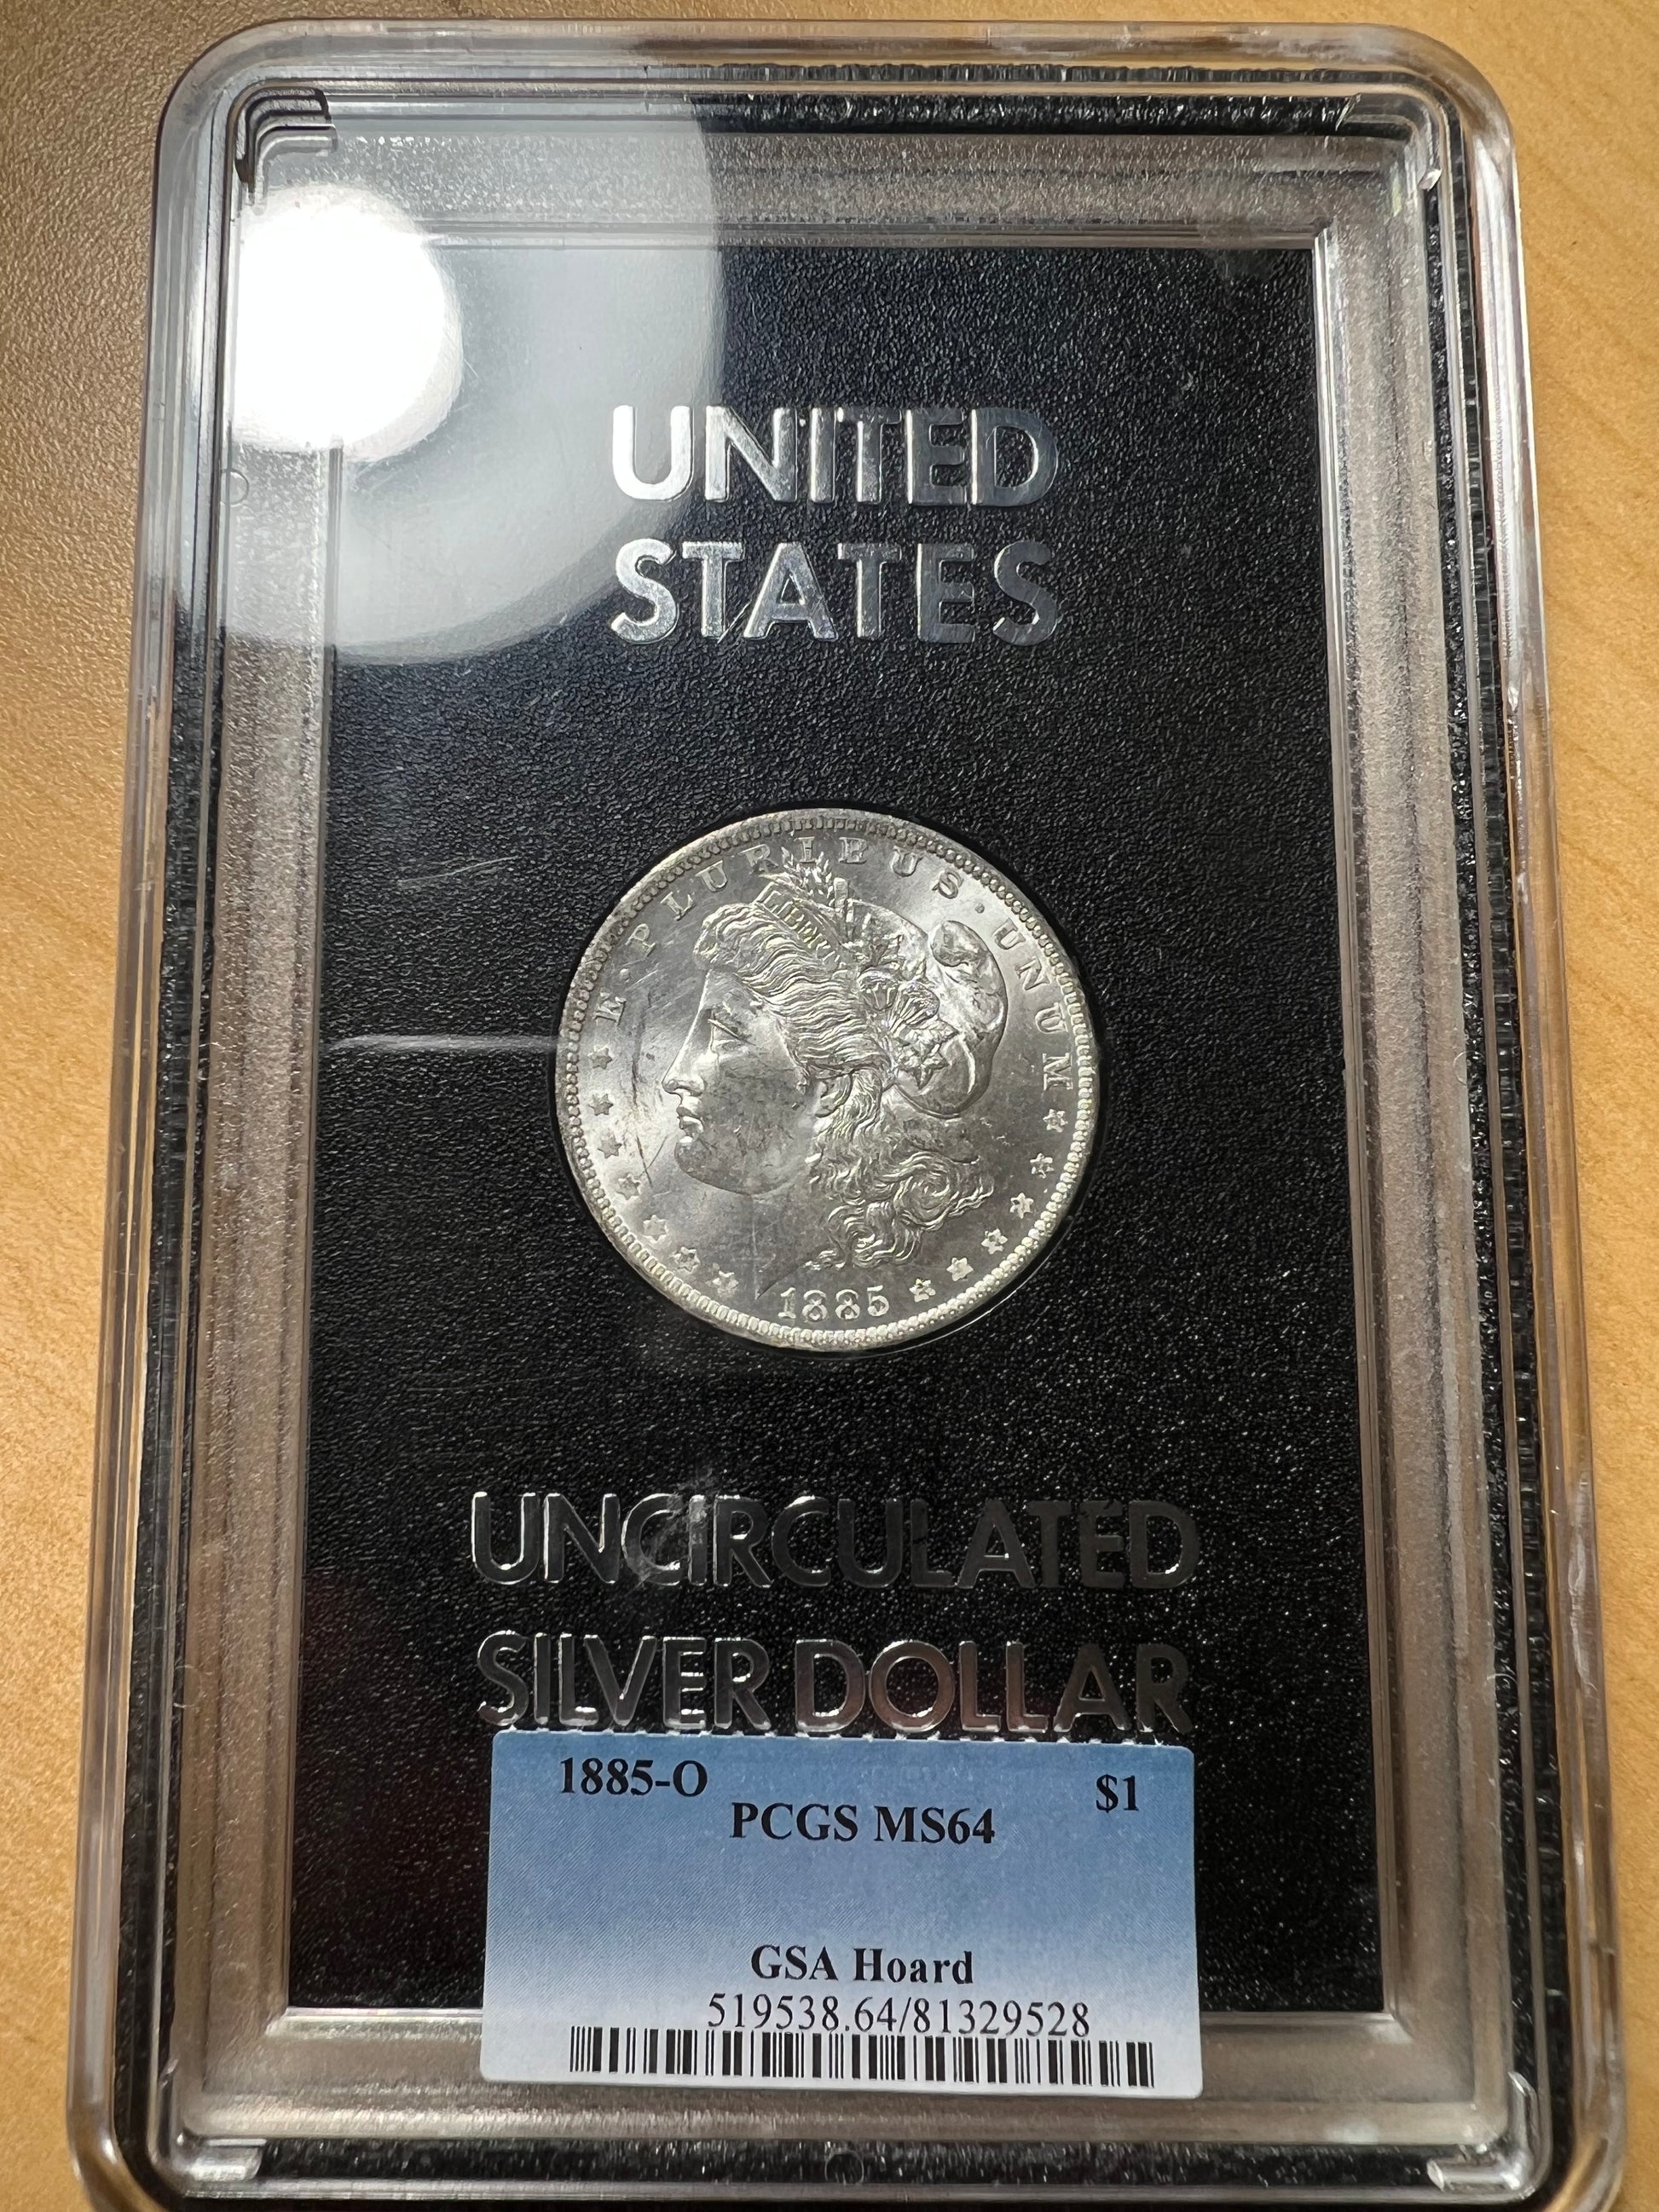 UNITED
STATES
E·PLURIBUS·UNUM
LIBERTY
1885
UNCIRCULATED
SILVER DOLLAR
1885-O $1
PCGS MS64
GSA Hoard
519538.64/81329528